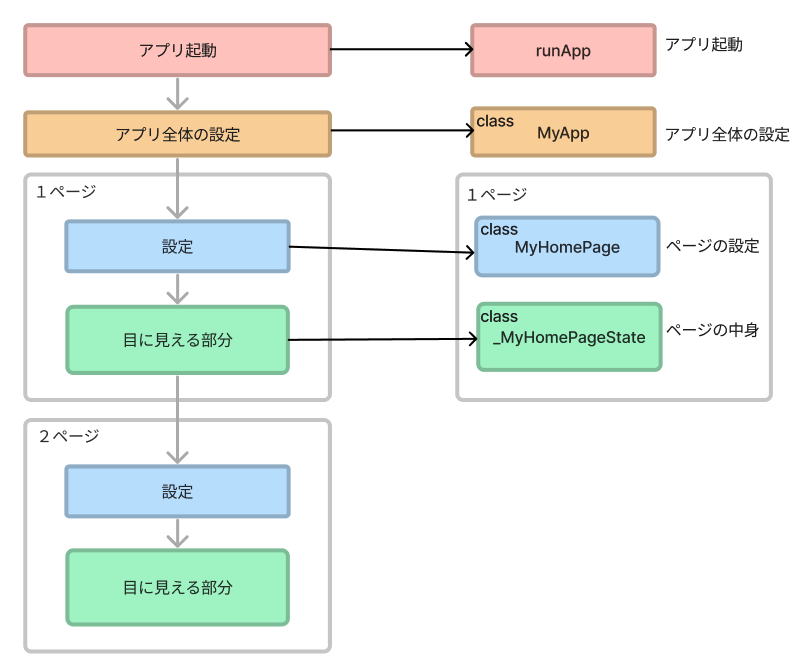 アプリ起動
runApp
アプリ起動
アプリ全体の設定
class
MyApp
アプリ全体の設定
１ページ
設定
目に見える部分
１ページ
class
MyHomePage
ページの設定
class
_MyHomePageState
ページの中身
２ページ
設定
目に見える部分